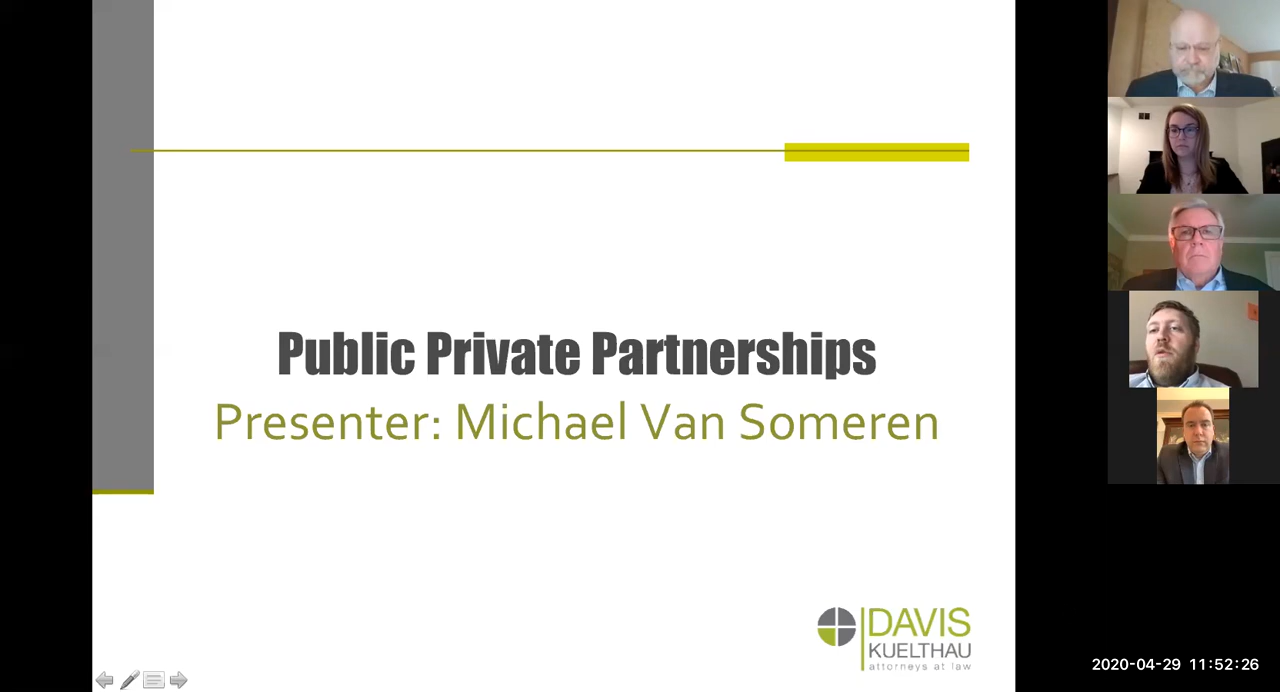 Public Private Partnerships
Presenter: Michael Van Someren
DAVIS
KUELTHAU
attorneys at law
2020-04-29 11:52:26